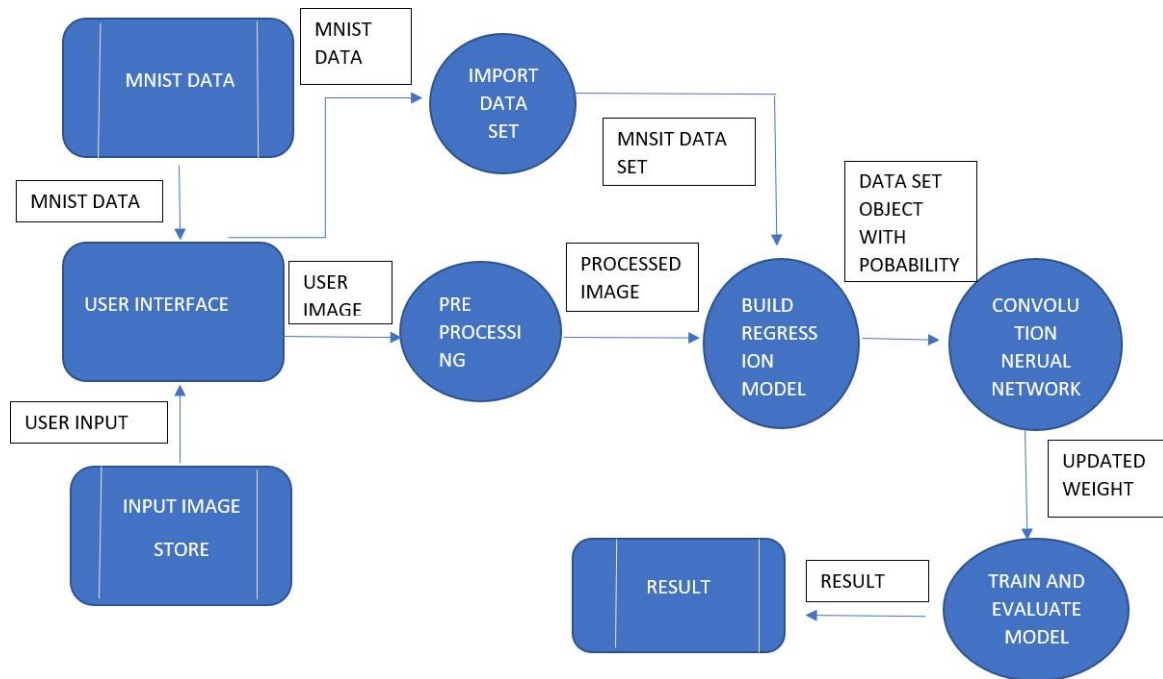 MNIST DATA
MNIST
DATA
IMPORT
DATA
SET
MNIST DATA
MNSIT DATA
SET
DATA SET
OBJECT
WITH
POBABILITY
USER INTERFACE
USER
IMAGE
PRE
PROCESSI
NG
PROCESSED
IMAGE
BUILD
REGRESS
ION
MODEL
CONVOLU
TION
NERUAL
NETWORK
USER INPUT
UPDATED
WEIGHT
INPUT IMAGE
STORE
RESULT
RESULT
TRAIN AND
EVALUATE
MODEL